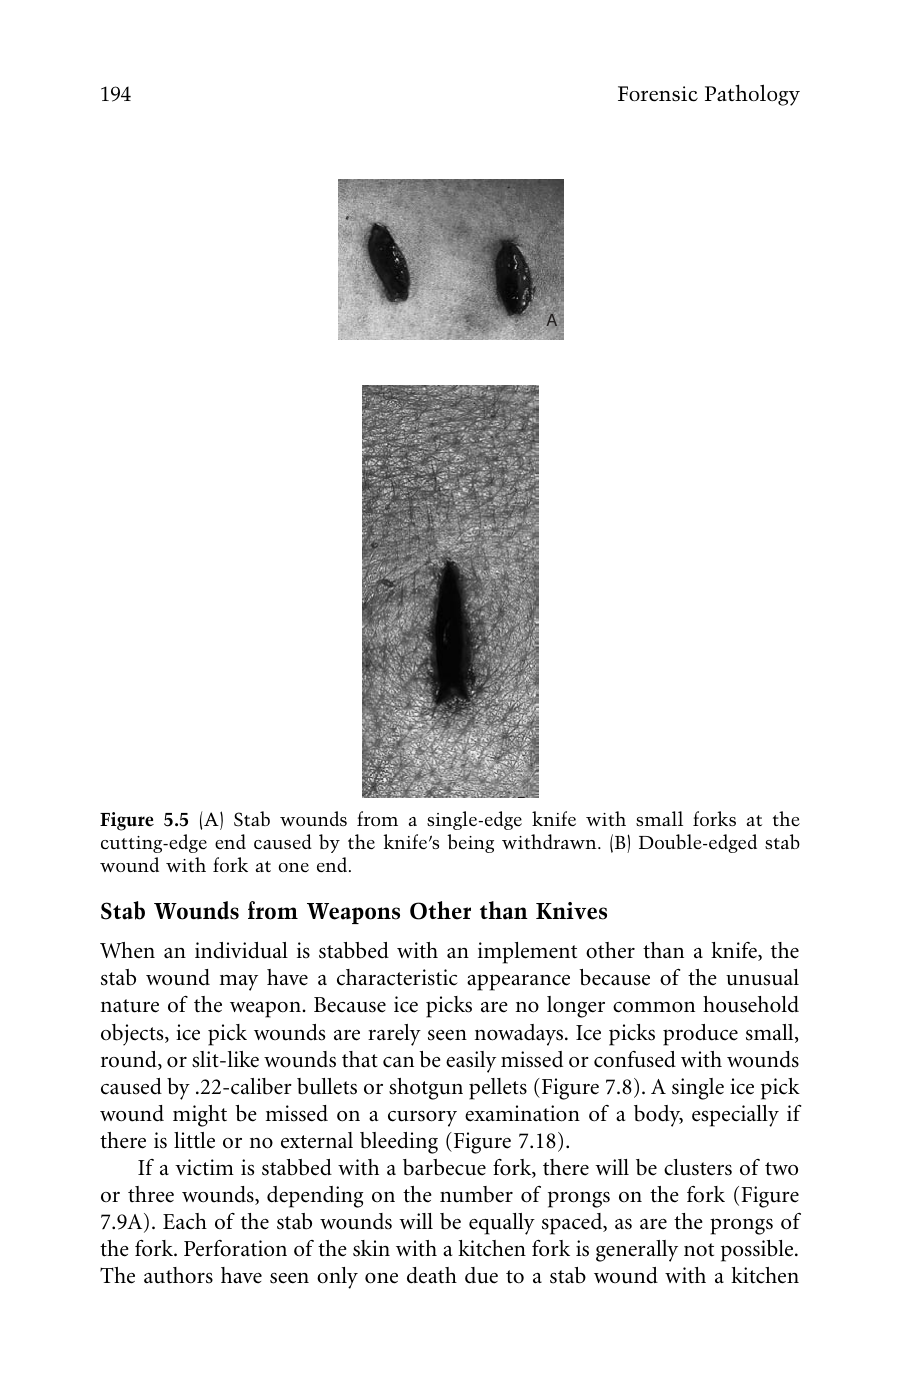 194
Forensic Pathology
A
Figure 5.5 (A) Stab wounds from a single-edge knife with small forks at the
cutting-edge end caused by the knife's being withdrawn. (B) Double-edged stab
wound with fork at one end.
Stab Wounds from Weapons Other than Knives
When an individual is stabbed with an implement other than a knife, the
stab wound may have a characteristic appearance because of the unusual
nature of the weapon. Because ice picks are no longer common household
objects, ice pick wounds are rarely seen nowadays. Ice picks produce small,
round, or slit-like wounds that can be easily missed or confused with wounds
caused by .22-caliber bullets or shotgun pellets (Figure 7.8). A single ice pick
wound might be missed on a cursory examination of a body, especially if
there is little or no external bleeding (Figure 7.18).
If a victim is stabbed with a barbecue fork, there will be clusters of two
or three wounds, depending on the number of prongs on the fork (Figure
7.9A). Each of the stab wounds will be equally spaced, as are the prongs of
the fork. Perforation of the skin with a kitchen fork is generally not possible.
The authors have seen only one death due to a stab wound with a kitchen